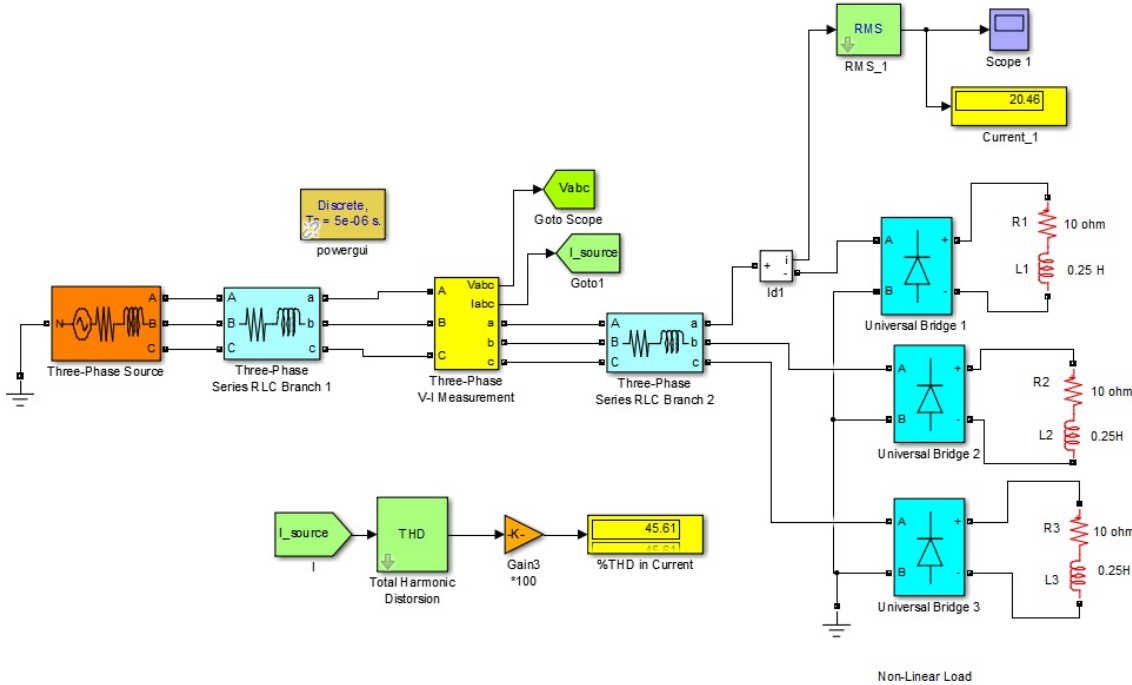 RMS
RMS_1
Scope 1
20.46
Current_1
Vabc
Goto Scope
Discrete,
Ts = 5e-06 s.
powergui
I_source
Goto1
R1
10 ohm
L1
0.25 H
+
i
-
Id1
A
+
B
-
Universal Bridge 1
N
A
B
C
Three-Phase Source
A
a
B
b
C
c
Three-Phase
Series RLC Branch 1
A
Vabc
Iabc
B
a
b
C
c
Three-Phase
V-I Measurement
A
a
B
b
C
c
Three-Phase
Series RLC Branch 2
A
+
B
-
Universal Bridge 2
R2
10 ohm
L2
0.25H
I_source
I
THD
Total Harmonic
Distorsion
-K-
Gain3
*100
45.61
45.61
%THD in Current
A
+
B
-
Universal Bridge 3
R3
10 ohm
L3
0.25H
Non-Linear Load